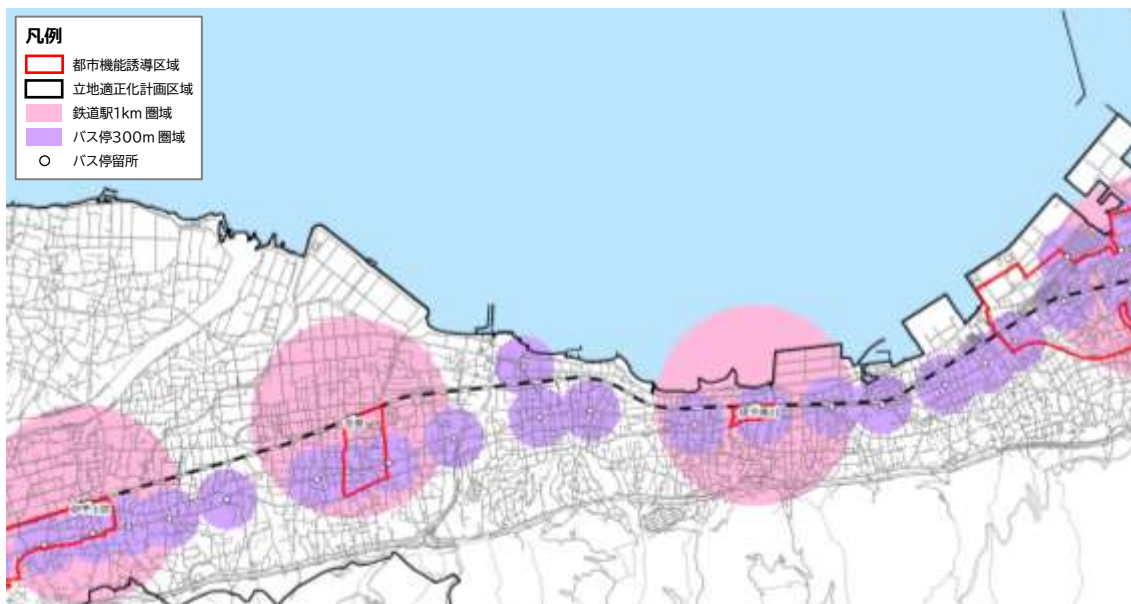 凡例
都市機能誘導区域
立地適正化計画区域
鉄道駅1km 圏域
バス停300m 圏域
バス停留所